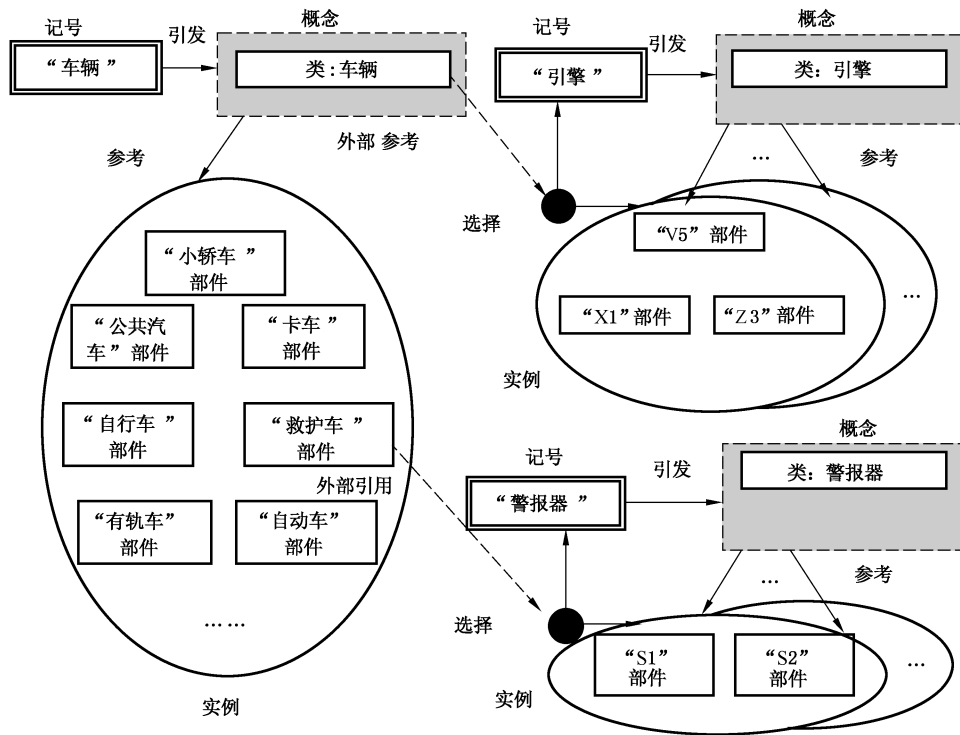 记号
引发
概念
“车辆”
类:车辆
外部 参考
参考
“小轿车”
部件
“公共汽
车”部件
“卡车”
部件
“自行车”
部件
“救护车”
部件
外部引用
“有轨车”
部件
“自动车”
部件
……
实例
记号
引发
概念
“引擎”
类：引擎
参考
...
选择
“V5”部件
“X1”部件
“Z3”部件
...
实例
记号
引发
概念
“警报器”
类：警报器
参考
...
选择
“S1”
部件
“S2”
部件
...
实例